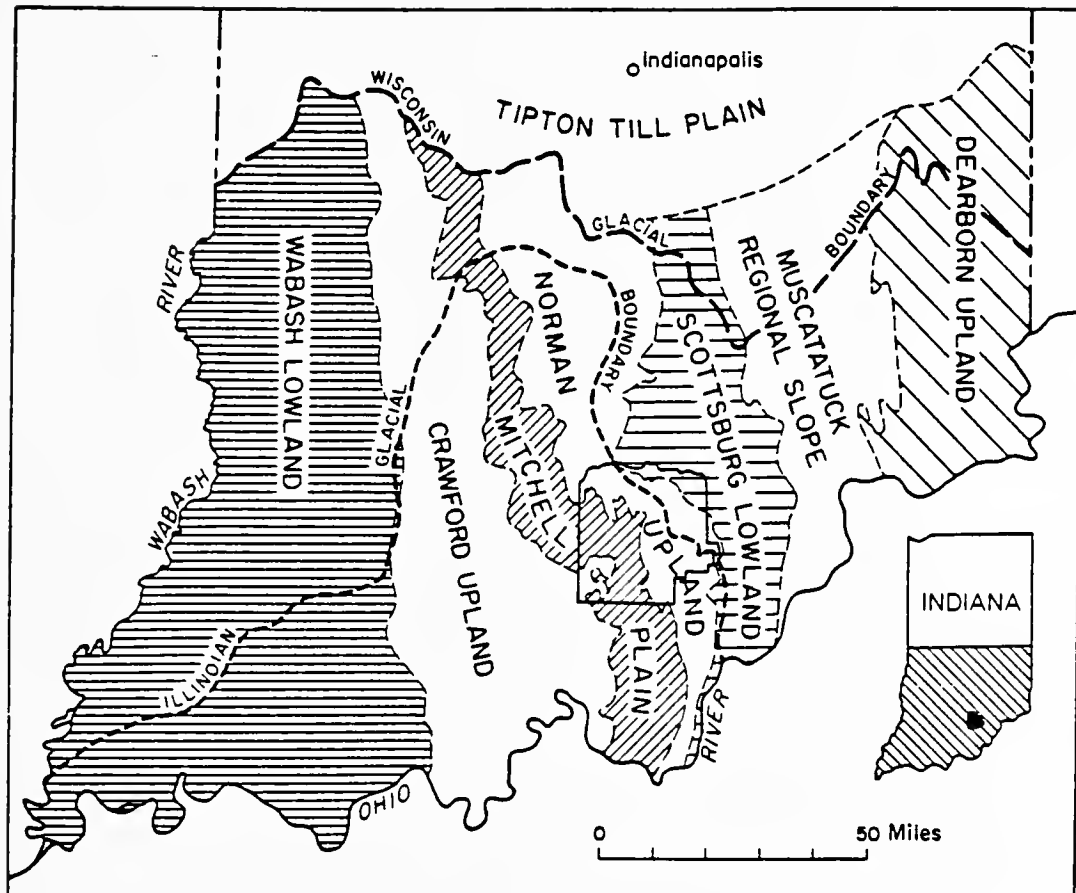 Indianapolis
WISCONSIN
TIPTON TILL PLAIN
GLACIAL
BOUNDARY
DEARBORN UPLAND
MUSCATATUCK
REGIONAL SLOPE
RIVER
WABASH LOWLAND
NORMAN
BOUNDARY
SCOTTSBURG LOWLAND
GLACIAL
CRAWFORD UPLAND
MITCHELL
UPLAND
WABASH
INDIANA
PLAIN
ILLINOIAN
RIVER
OHIO
0 50 Miles